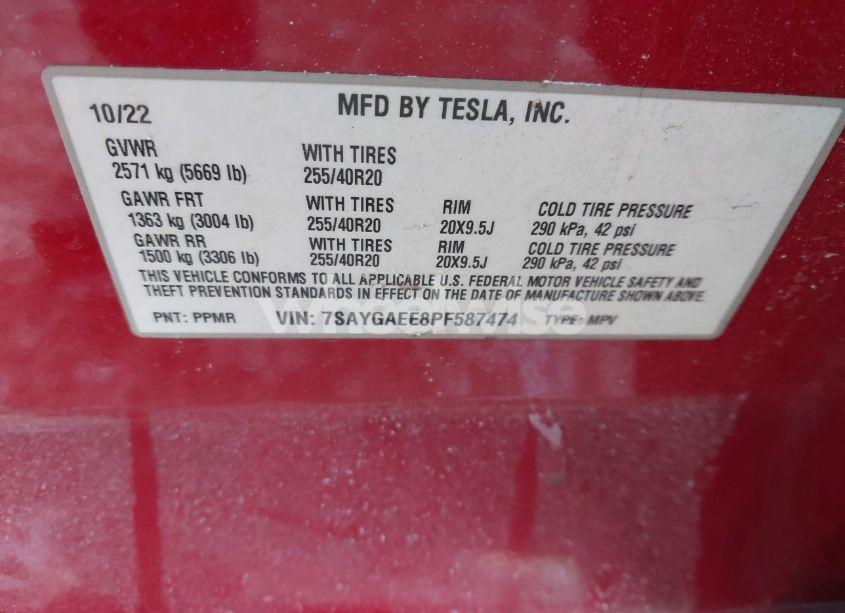 10/22 MFD BY TESLA, INC.
GVWR
2571 kg (5669 lb) WITH TIRES 255/40R20
GAWR FRT WITH TIRES RIM COLD TIRE PRESSURE
1363 kg (3004 lb) 255/40R20 20X9.5J 290 kPa, 42 psi
GAWR RR WITH TIRES RIM COLD TIRE PRESSURE
1500 kg (3306 lb) 255/40R20 20X9.5J 290 kPa, 42 psi
THIS VEHICLE CONFORMS TO ALL APPLICABLE U.S. FEDERAL MOTOR VEHICLE SAFETY AND
THEFT PREVENTION STANDARDS IN EFFECT ON THE DATE OF MANUFACTURE SHOWN ABOVE.
PNT: PPMR VIN: 7SAYGAEE8PF587474 TYPE: MPV